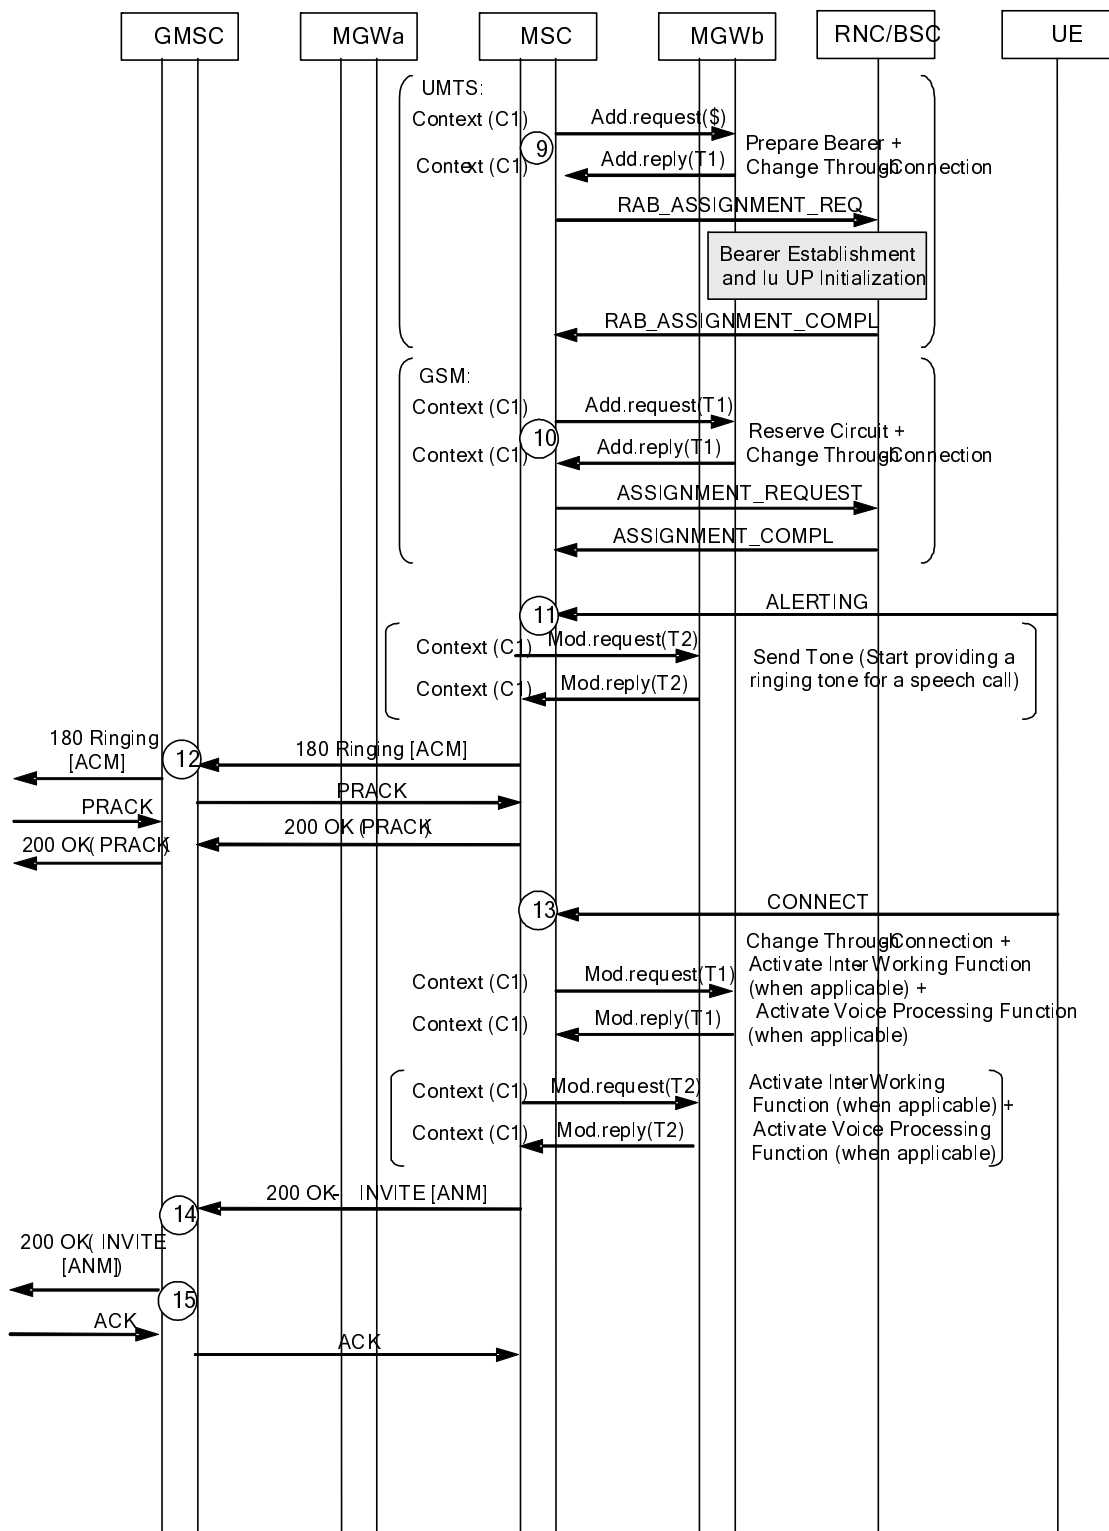 GMSC
MGWa
MSC
MGWb
RNC/BSC
UE
UMTS:
Context (C1)
Add.request($)
9
Prepare Bearer +
Context (C1)
Add.reply(T1)
Change Through-Connection
RAB_ASSIGNMENT_REQ
Bearer Establishment
and Iu UP Initialization
RAB_ASSIGNMENT_COMPL
GSM:
Context (C1)
Add.request(T1)
10
Reserve Circuit +
Context (C1)
Add.reply(T1)
Change Through-Connection
ASSIGNMENT_REQUEST
ASSIGNMENT_COMPL
ALERTING
11
Context (C1)
Mod.request(T2)
Send Tone (Start providing a
ringing tone for a speech call)
Context (C1)
Mod.reply(T2)
180 Ringing
[ACM]
12
180 Ringing [ACM]
PRACK
PRACK
200 OK (PRACK)
200 OK( PRACK)
CONNECT
13
Change Through-Connection +
Activate Inter-Working Function
(when applicable) +
Activate Voice Processing Function
(when applicable)
Context (C1)
Mod.request(T1)
Context (C1)
Mod.reply(T1)
Context (C1)
Mod.request(T2)
Activate Inter-Working
Function (when applicable) +
Activate Voice Processing
Function (when applicable)
Context (C1)
Mod.reply(T2)
200 OK- INVITE [ANM]
14
200 OK( INVITE
[ANM])
15
ACK
ACK